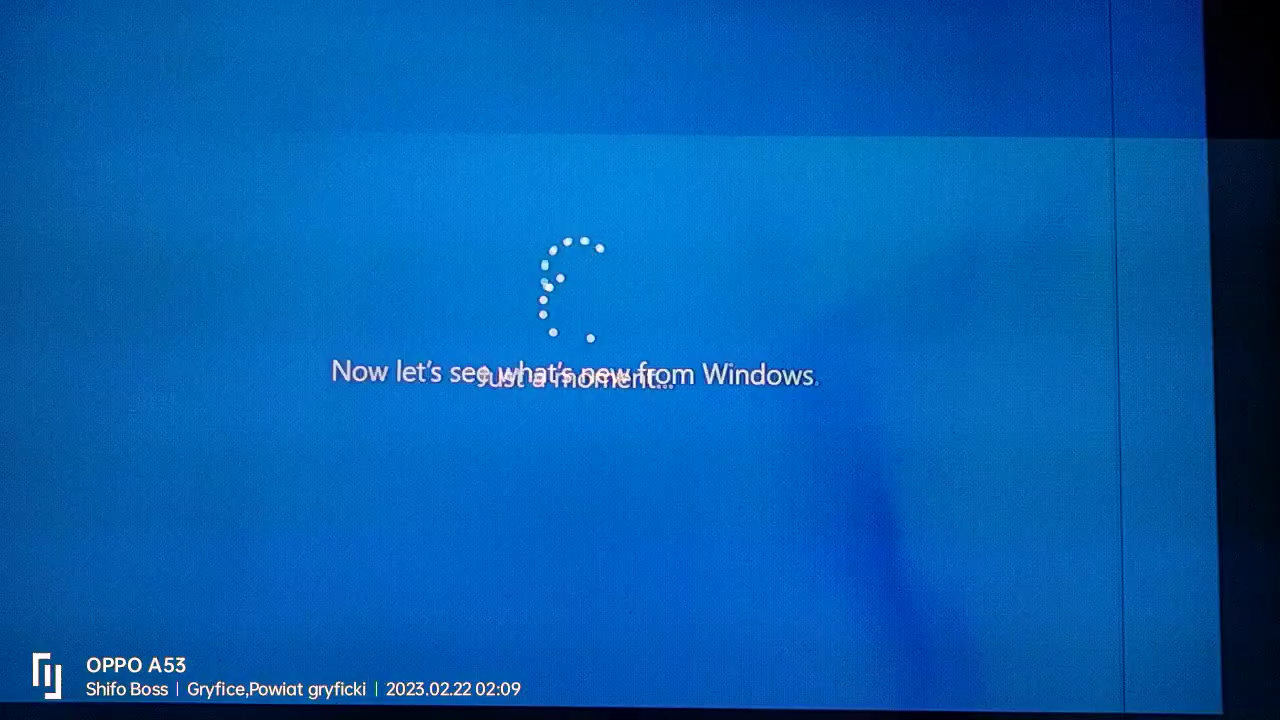 Now let's see what's new from Windows.
Just a moment...
OPPO A53
Shifo Boss | Gryfice,Powiat gryficki | 2023.02.22 02:09